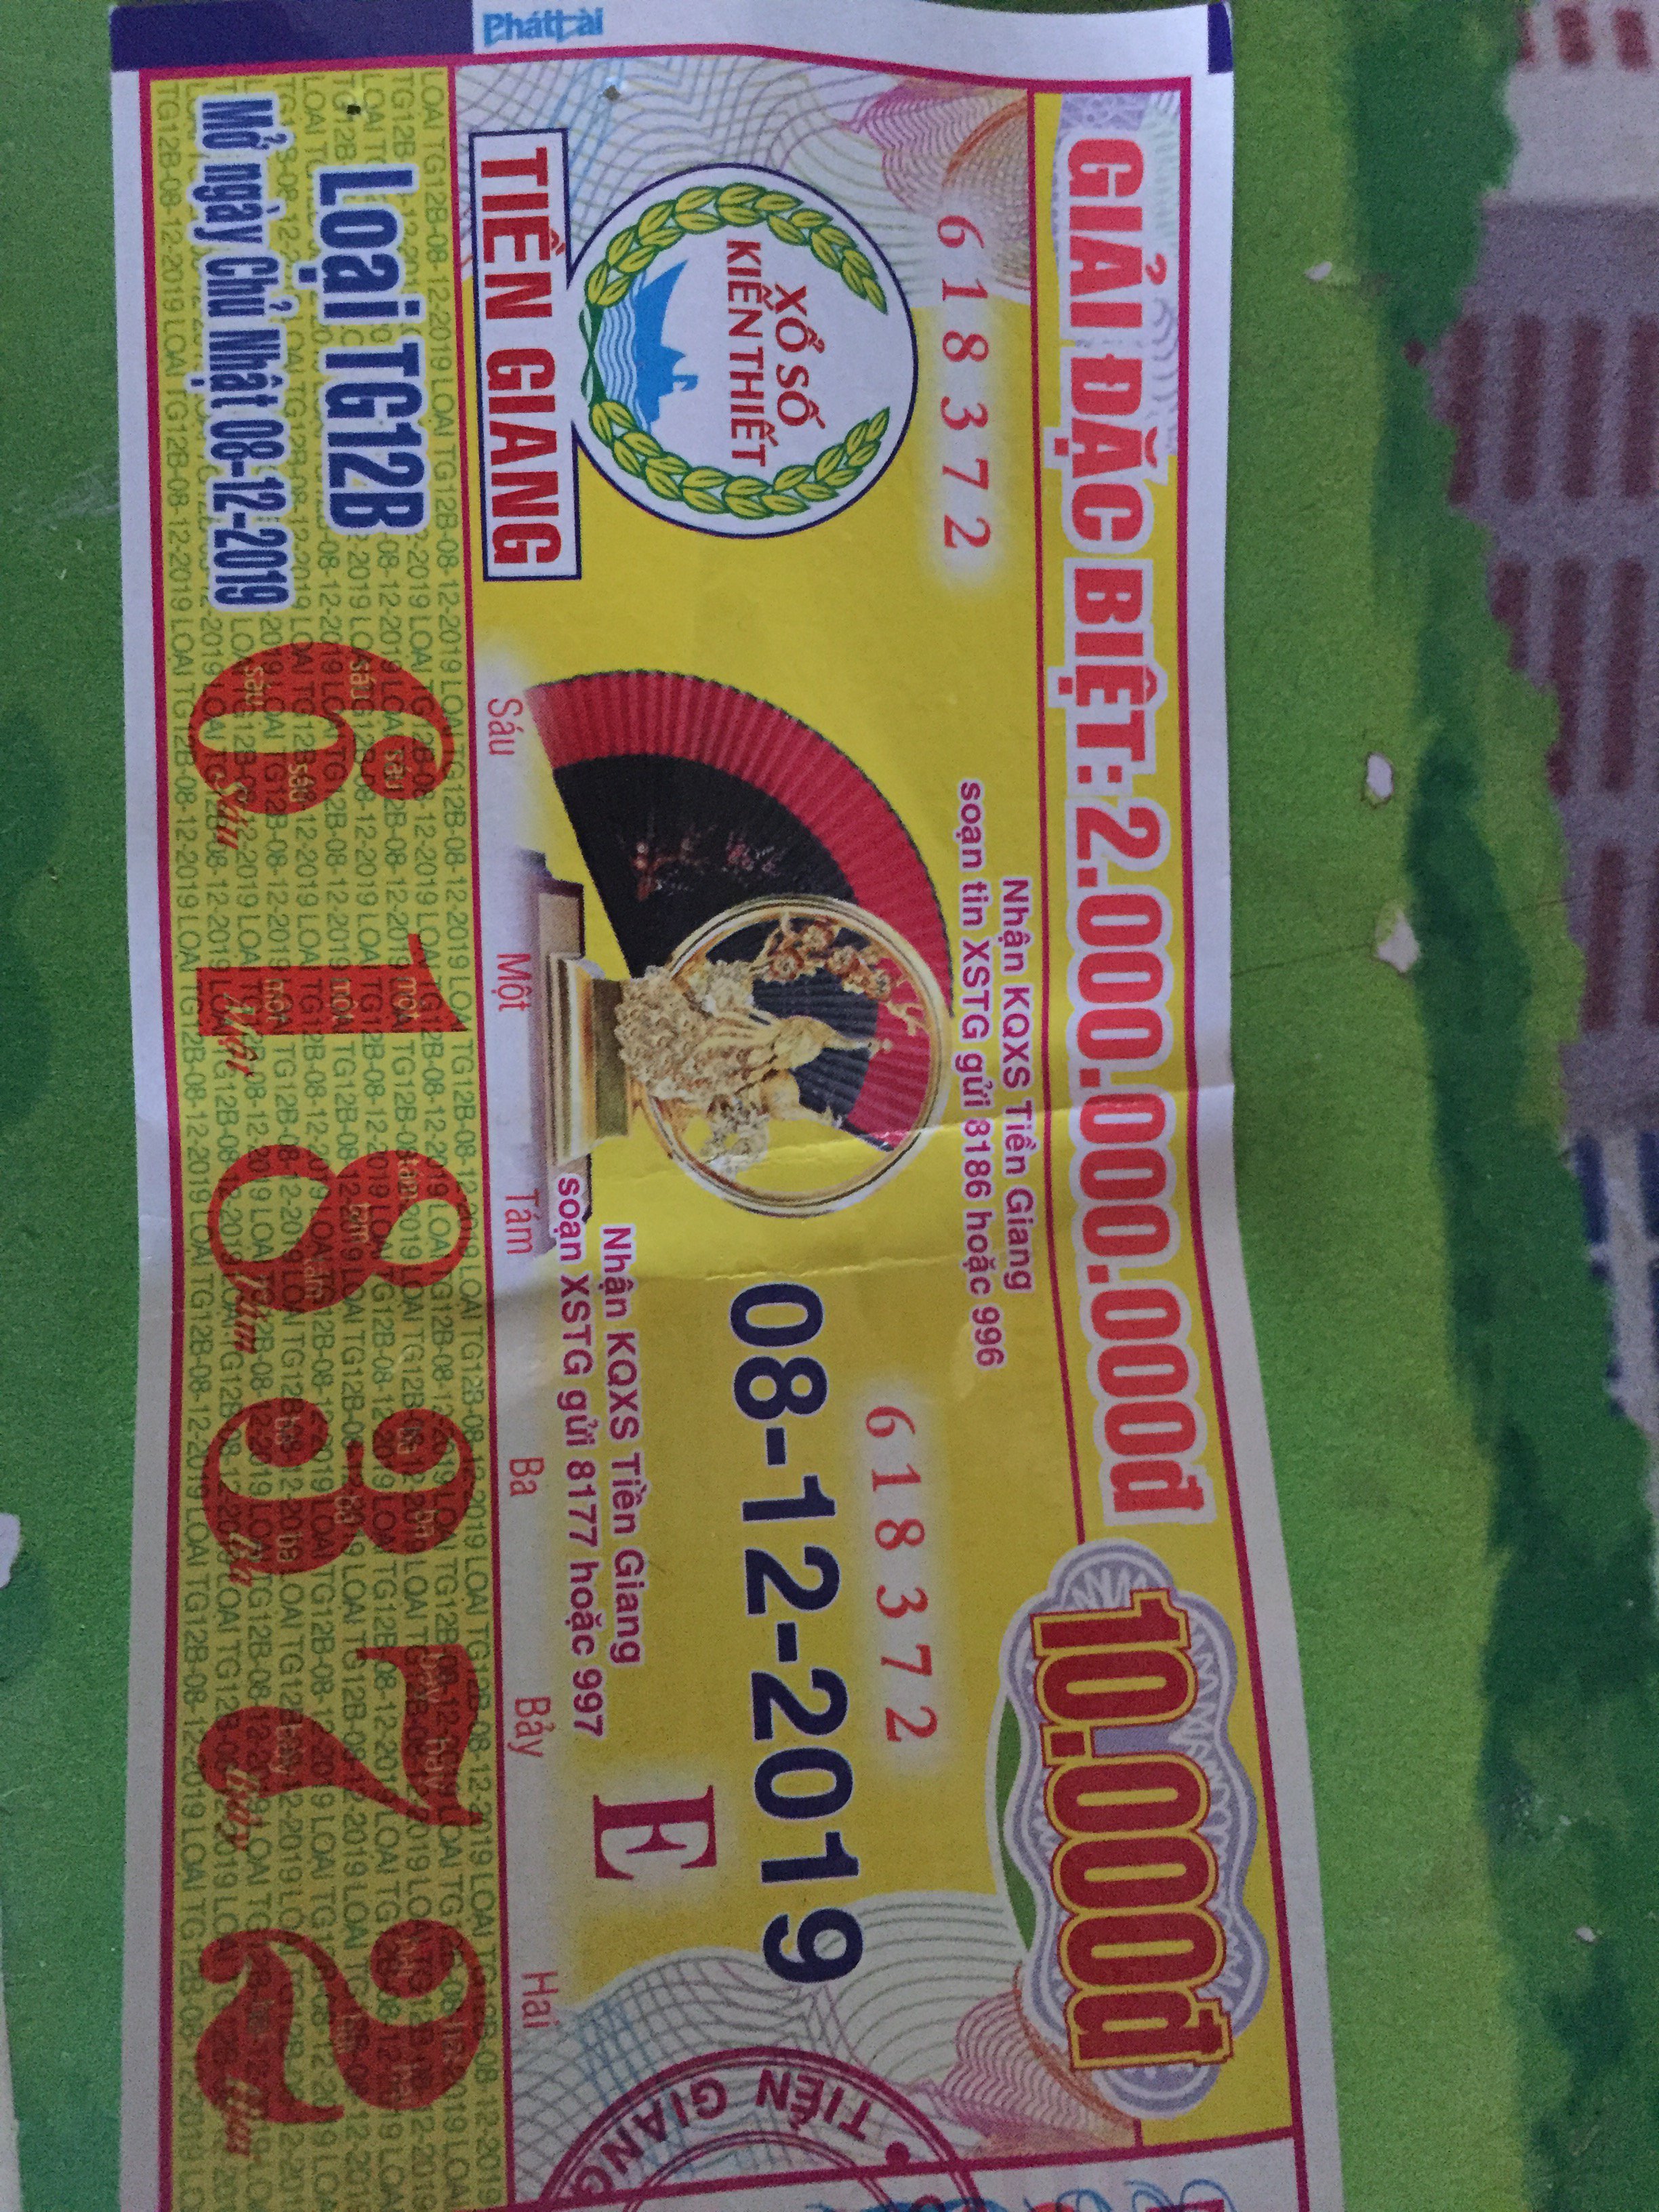 PhátTài
GIẢI ĐẶC BIỆT: 2.000.000.000đ
10.000đ
618372
XỔ SỐ
KIẾN THIẾT
TIỀN GIANG
Nhận KQXS Tiền Giang
soạn tin XSTG gửi 8186 hoặc 996
618372
08-12-2019
Nhận KQXS Tiền Giang
soạn XSTG gửi 8177 hoặc 997
E
TIỀN GIANG
Sáu Một Tám Ba Bảy Hai
Loại TG12B
Mở ngày Chủ Nhật 08-12-2019
618372